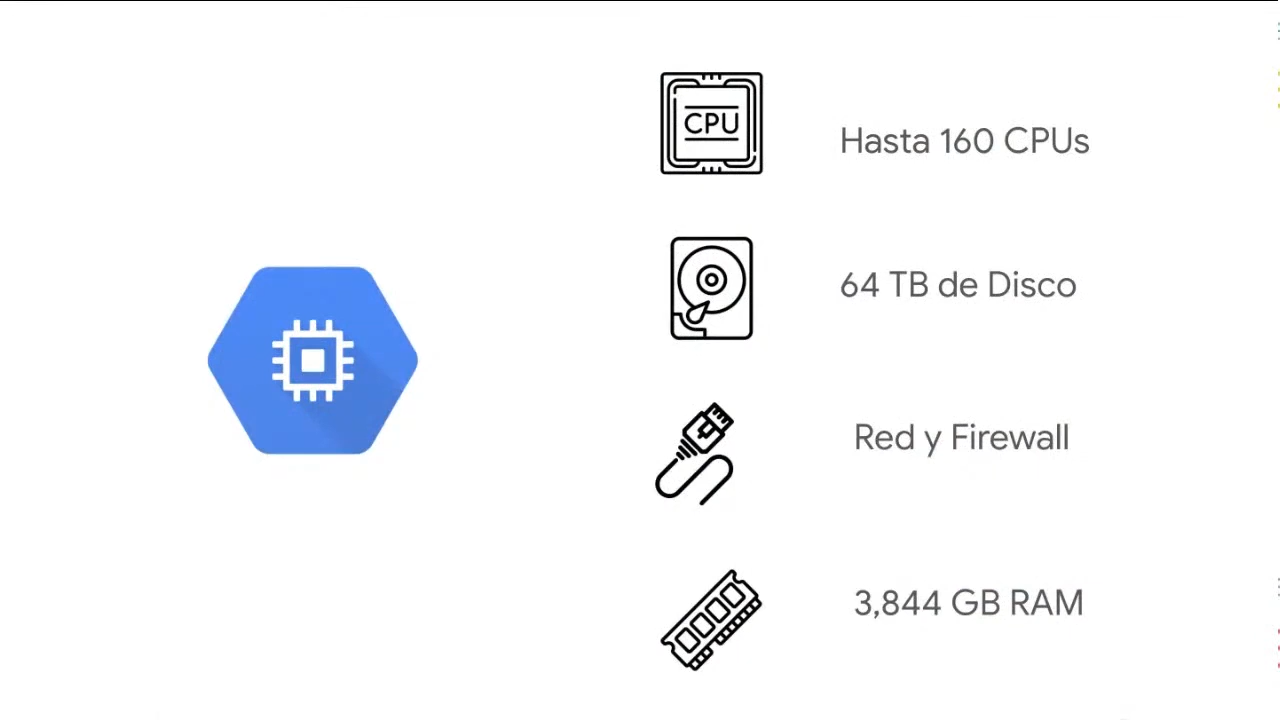 CPU
Hasta 160 CPUs
64 TB de Disco
Red y Firewall
3,844 GB RAM